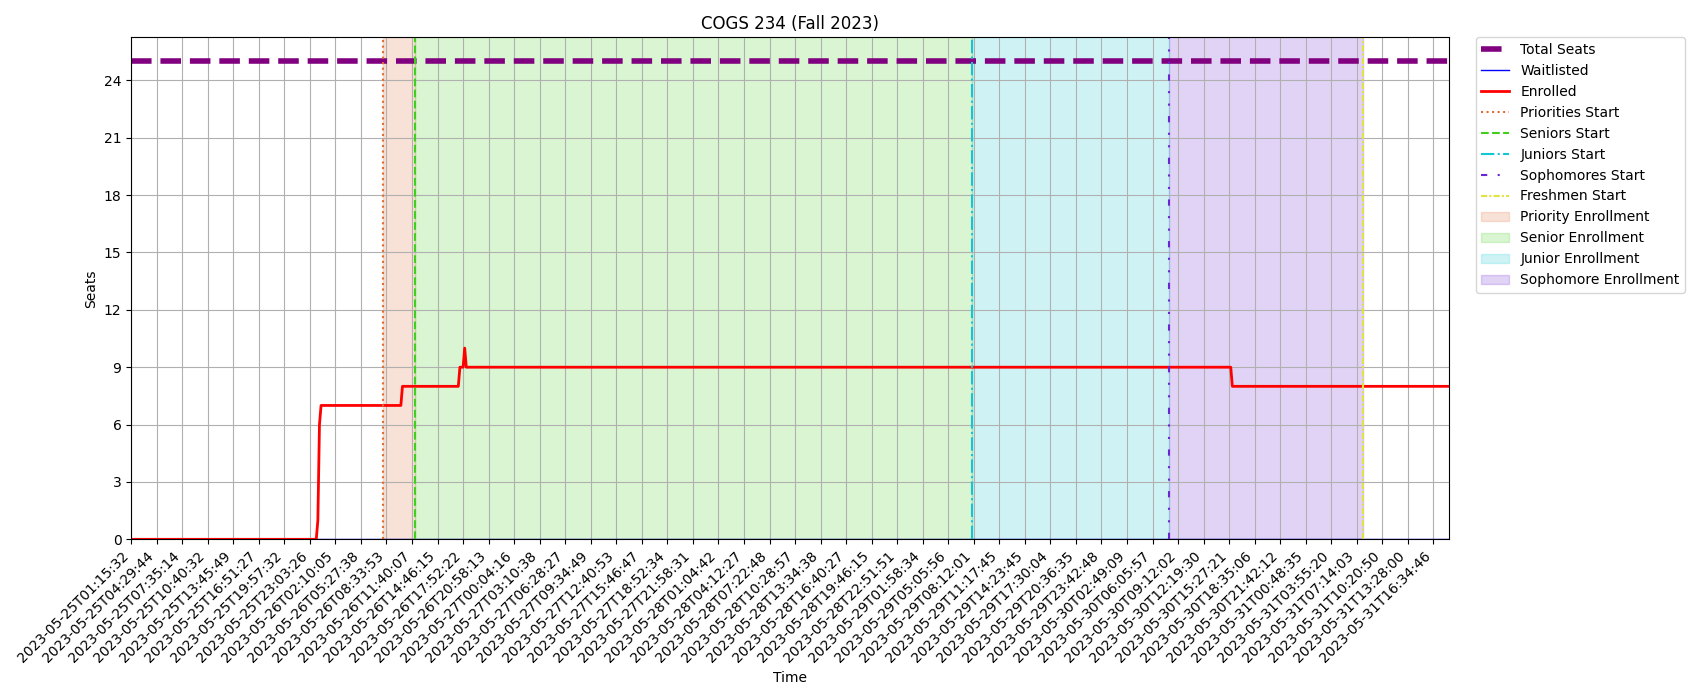 COGS 234 (Fall 2023)
Total Seats
Waitlisted
Enrolled
Priorities Start
Seniors Start
Juniors Start
Sophomores Start
Freshmen Start
Priority Enrollment
Senior Enrollment
Junior Enrollment
Sophomore Enrollment
Seats
24
21
18
15
12
9
6
3
0
2023-05-25T01:15:32
2023-05-25T04:29:44
2023-05-25T07:35:14
2023-05-25T10:40:32
2023-05-25T13:45:49
2023-05-25T16:51:27
2023-05-25T19:57:32
2023-05-25T23:03:26
2023-05-26T02:10:05
2023-05-26T05:27:38
2023-05-26T08:33:53
2023-05-26T11:40:07
2023-05-26T14:46:15
2023-05-26T17:52:22
2023-05-26T20:58:13
2023-05-27T00:04:16
2023-05-27T03:10:38
2023-05-27T06:28:27
2023-05-27T09:34:49
2023-05-27T12:40:53
2023-05-27T15:46:47
2023-05-27T18:52:34
2023-05-27T21:58:31
2023-05-28T01:04:42
2023-05-28T04:12:27
2023-05-28T07:22:48
2023-05-28T10:28:57
2023-05-28T13:34:38
2023-05-28T16:40:27
2023-05-28T19:46:15
2023-05-28T22:51:51
2023-05-29T01:58:34
2023-05-29T05:05:56
2023-05-29T08:12:01
2023-05-29T11:17:45
2023-05-29T14:23:45
2023-05-29T17:30:04
2023-05-29T20:36:35
2023-05-29T23:42:48
2023-05-30T02:49:09
2023-05-30T06:05:57
2023-05-30T09:12:02
2023-05-30T12:19:30
2023-05-30T15:27:21
2023-05-30T18:35:06
2023-05-30T21:42:12
2023-05-31T00:48:35
2023-05-31T03:55:20
2023-05-31T07:14:03
2023-05-31T10:20:50
2023-05-31T13:28:00
2023-05-31T16:34:46
Time